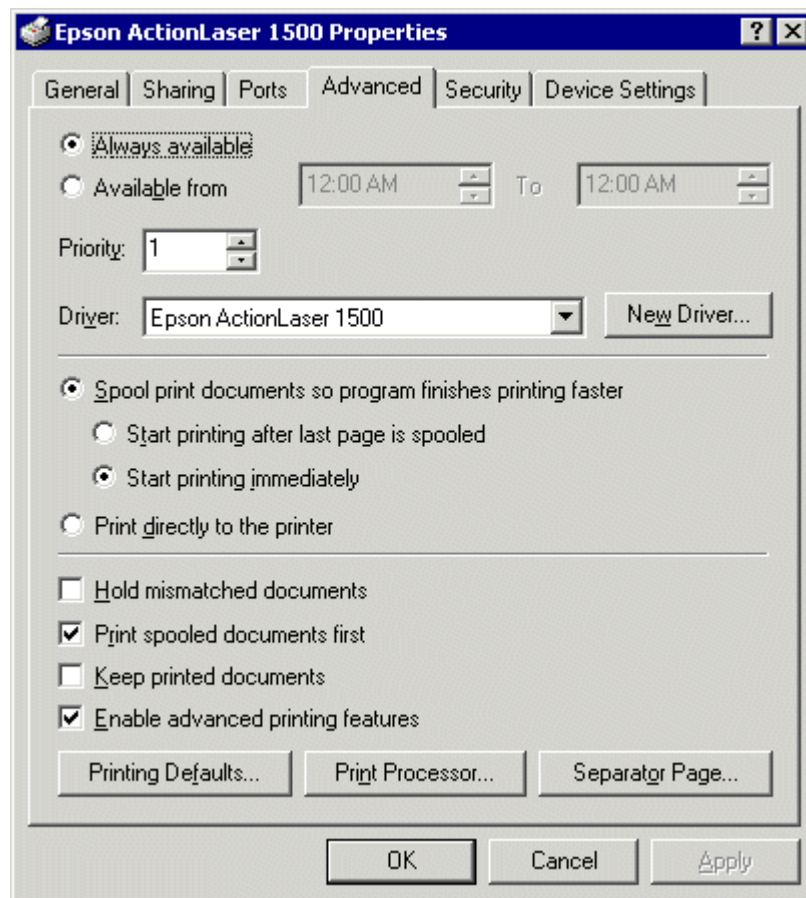 Epson ActionLaser 1500 Properties
General Sharing Ports Advanced Security Device Settings
Always available
Available from 12:00 AM To 12:00 AM
Priority: 1
Driver: Epson ActionLaser 1500 New Driver...
Spool print documents so program finishes printing faster
Start printing after last page is spooled
Start printing immediately
Print directly to the printer
Hold mismatched documents
Print spooled documents first
Keep printed documents
Enable advanced printing features
Printing Defaults... Print Processor... Separator Page...
OK Cancel Apply